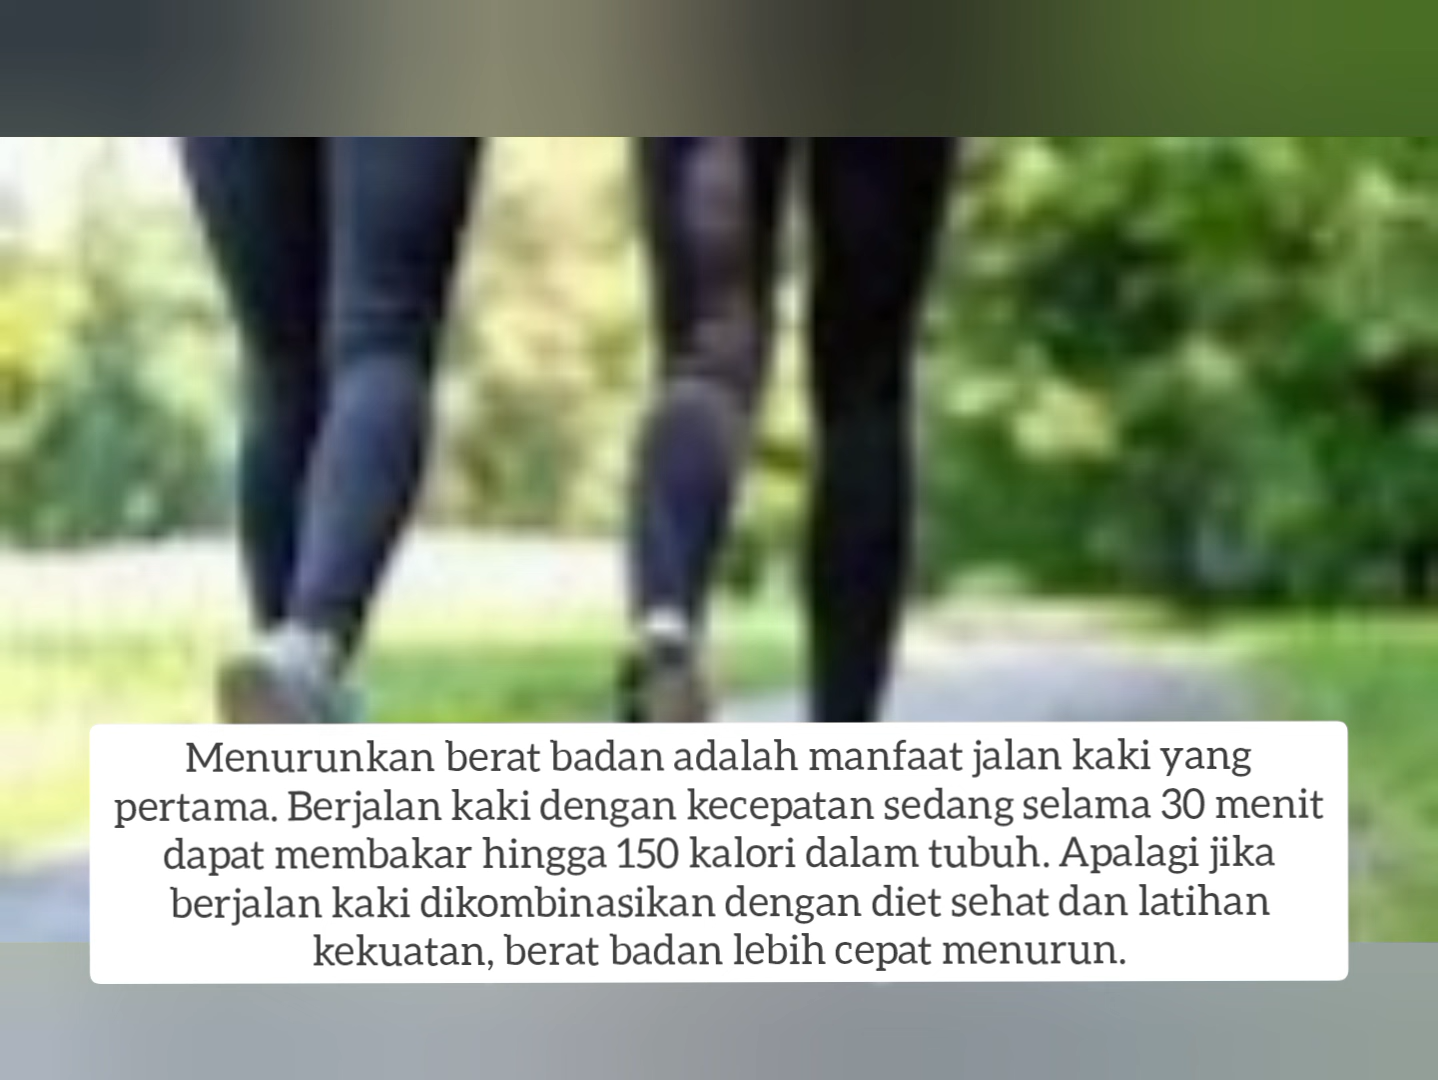 Menurunkan berat badan adalah manfaat jalan kaki yang
pertama. Berjalan kaki dengan kecepatan sedang selama 30 menit
dapat membakar hingga 150 kalori dalam tubuh. Apalagi jika
berjalan kaki dikombinasikan dengan diet sehat dan latihan
kekuatan, berat badan lebih cepat menurun.